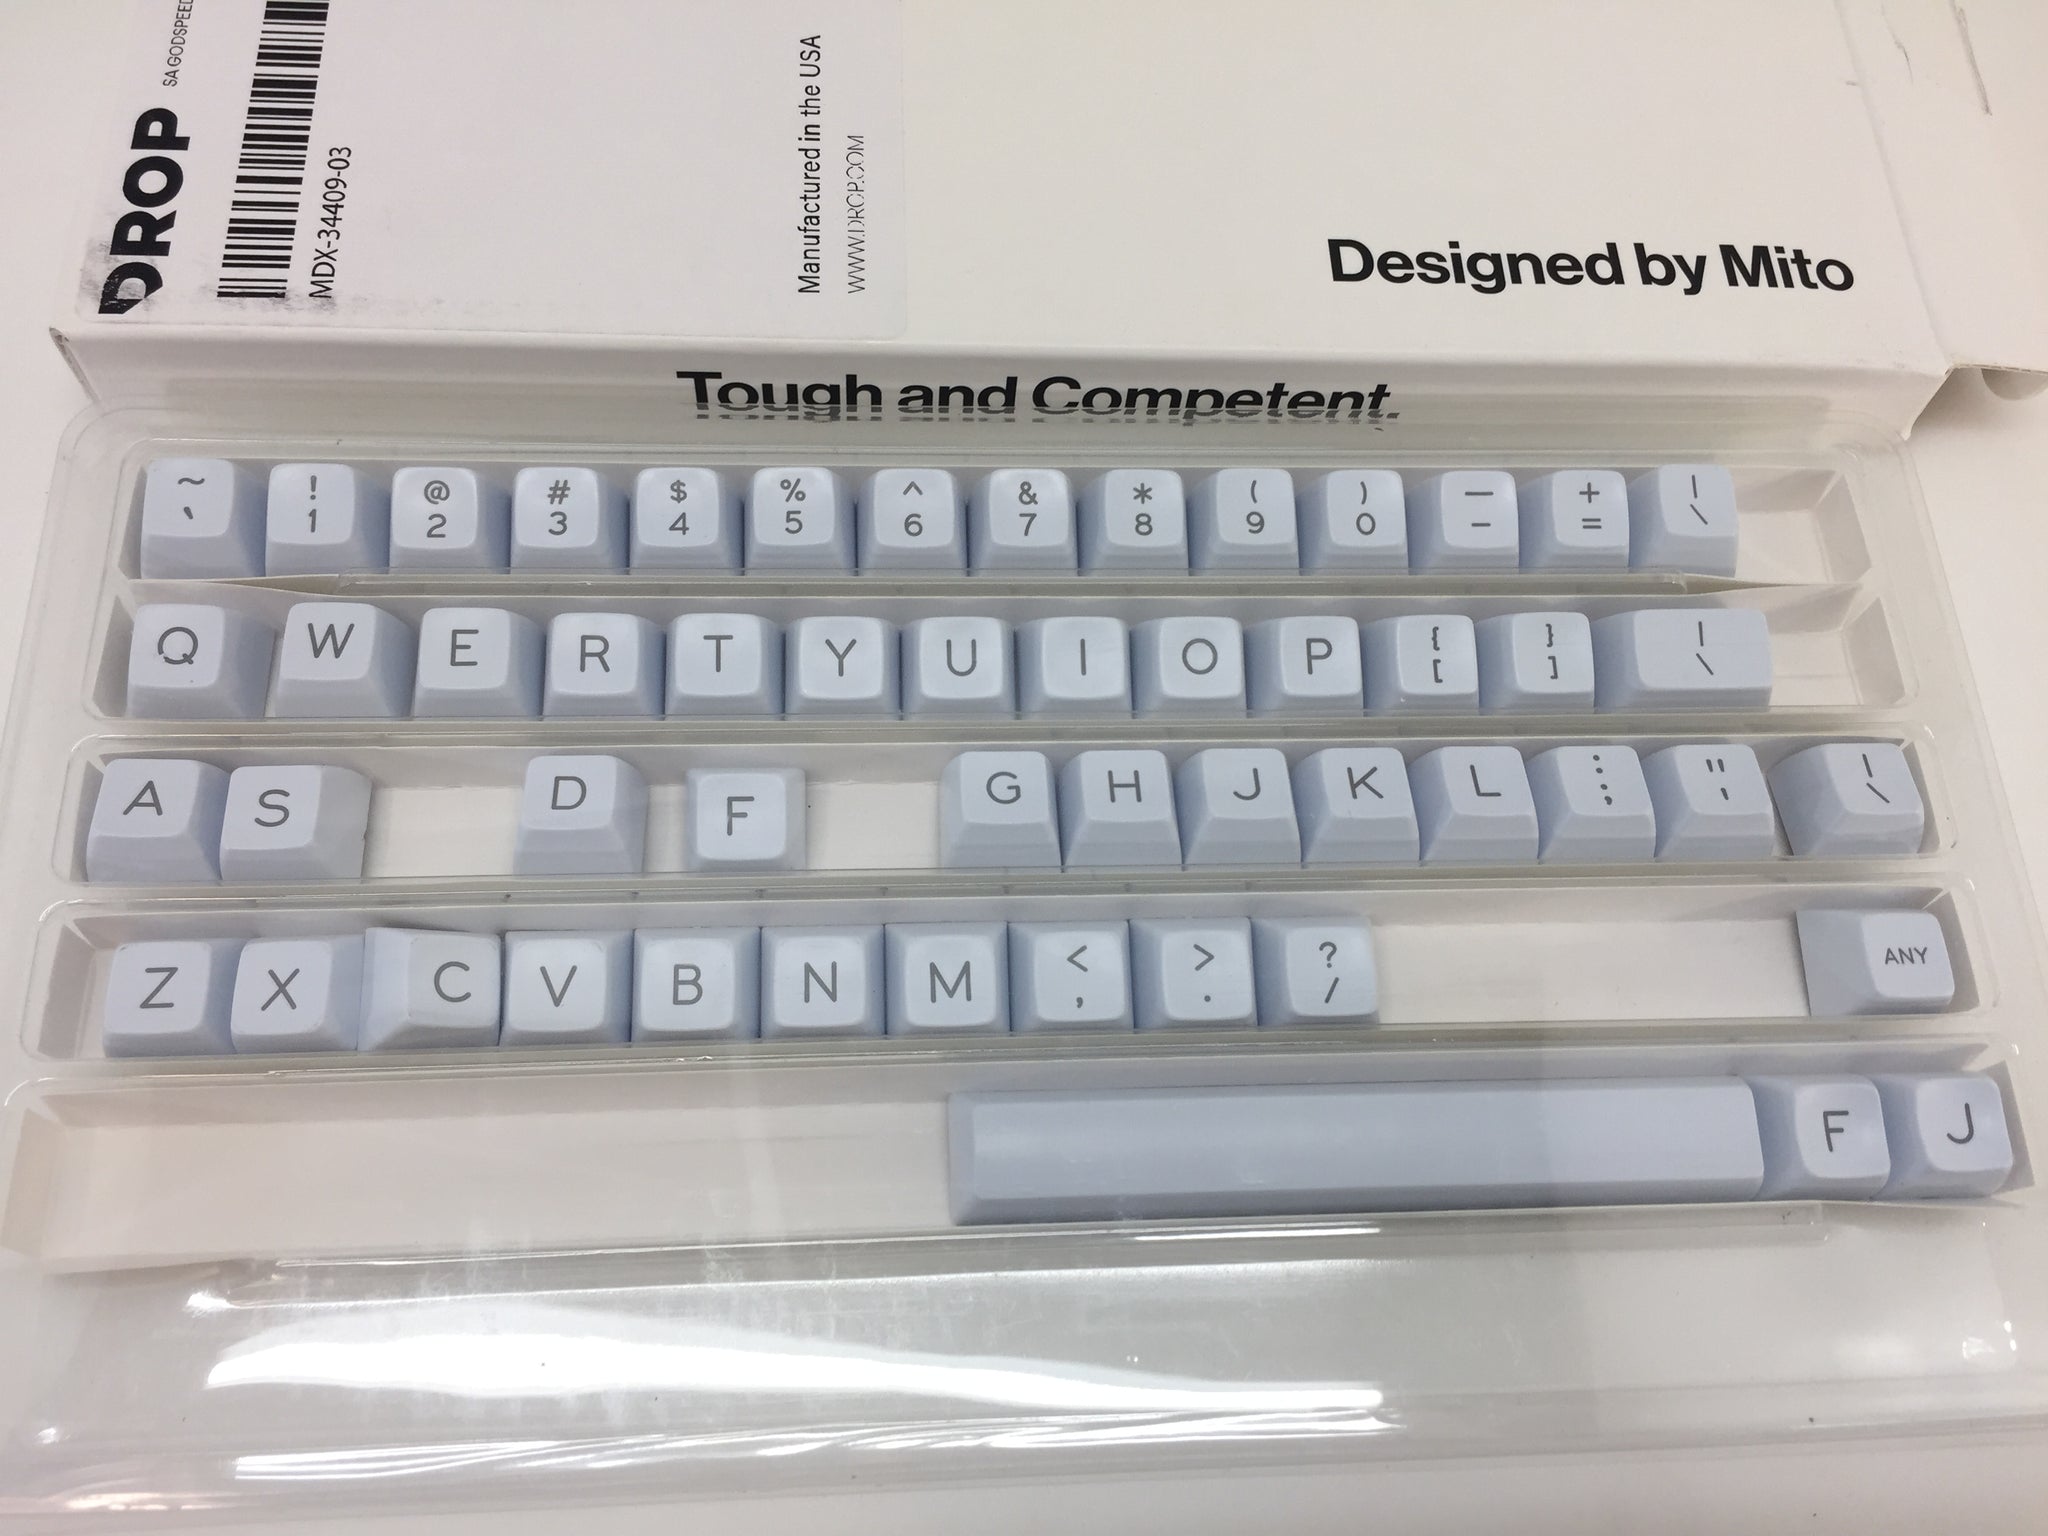 DROP
SA GODSPEED
MDX-34409-03
Manufactured in the USA
WWW.DROP.COM
Designed by Mito
Tough and Competent.
~ ! @ # $ % ^ & * ( ) — + |
` 1 2 3 4 5 6 7 8 9 0 - = \
Q W E R T Y U I O P { } |
[ ] \
A S D F G H J K L : " |
; ' \
Z X C V B N M < > ? ANY
, . /
F J